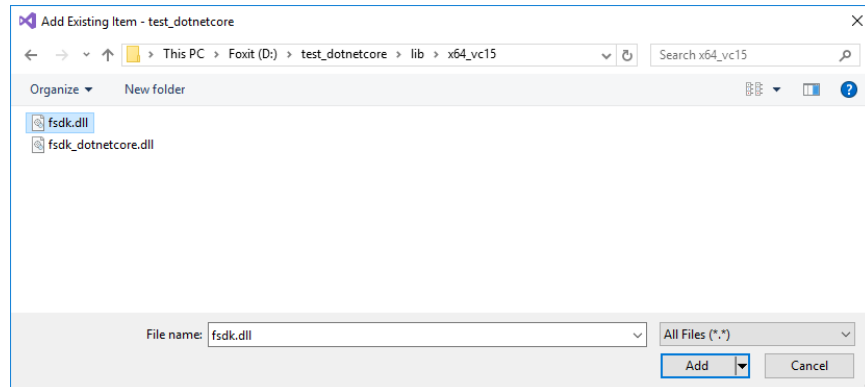 Add Existing Item - test_dotnetcore
This PC > Foxit (D:) > test_dotnetcore > lib > x64_vc15
Search x64_vc15
Organize
New folder
fsdk.dll
fsdk_dotnetcore.dll
File name: fsdk.dll
All Files (*.*)
Add
Cancel